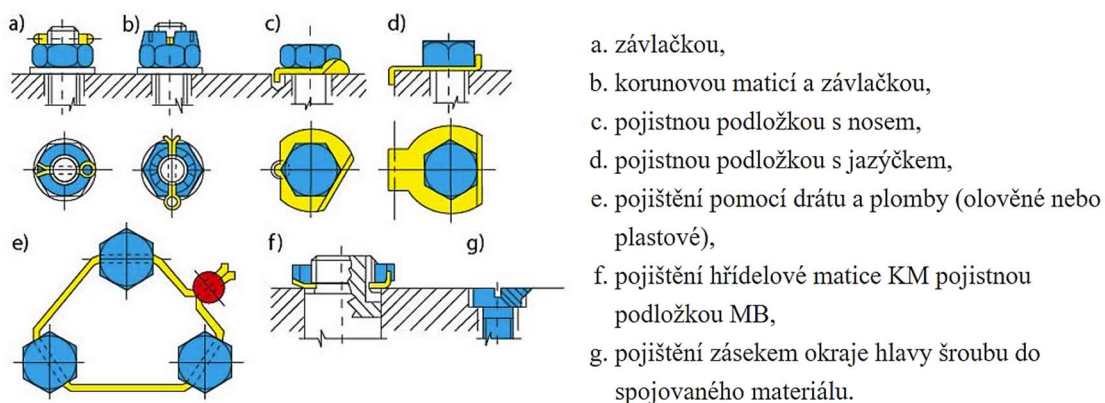 a)
b)
c)
d)
e)
f)
g)
a. závlačkou,
b. korunovou maticí a závlačkou,
c. pojistnou podložkou s nosem,
d. pojistnou podložkou s jazýčkem,
e. pojištění pomocí drátu a plomby (olověné nebo
plastové),
f. pojištění hřídelové matice KM pojistnou
podložkou MB,
g. pojištění zásekem okraje hlavy šroubu do
spojovaného materiálu.